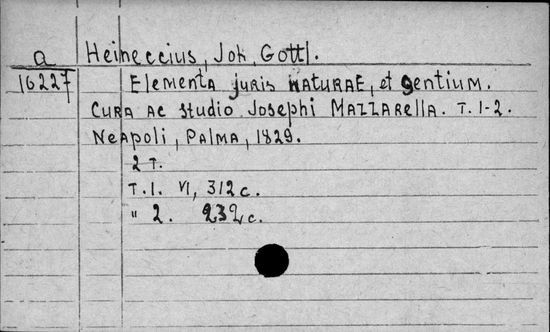 a Heineccius, Joh, Gottl.
16227 Elementa juris naturae, et gentium.
Cura ac studio Josephi Mazzarella. T. 1-2.
Neapoli, Palma, 1829.
2 T.
T. 1. VI, 312 c.
" 2. 232 c.